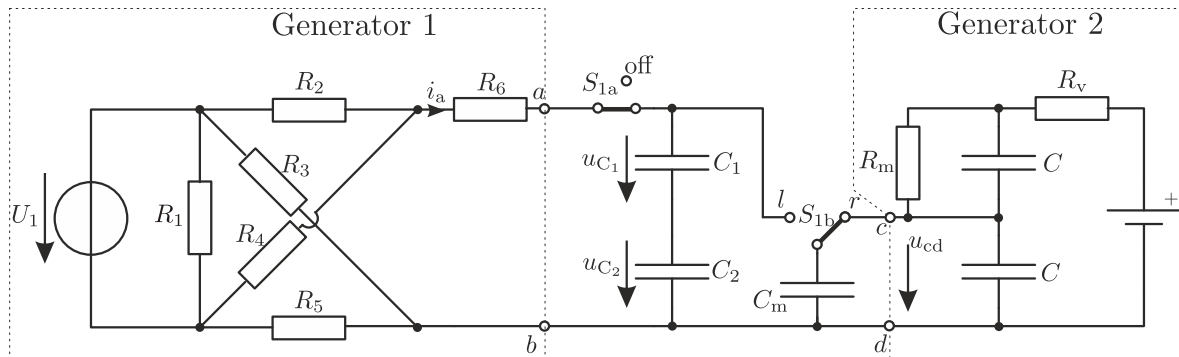 Generator 1
Generator 2
off
S1a
R2
ia
R6
a
Rv
R3
uC1
C1
Rm
C
+
U1
R1
l
S1b
r
c
R4
ucd
uC2
C2
R5
Cm
C
b
d